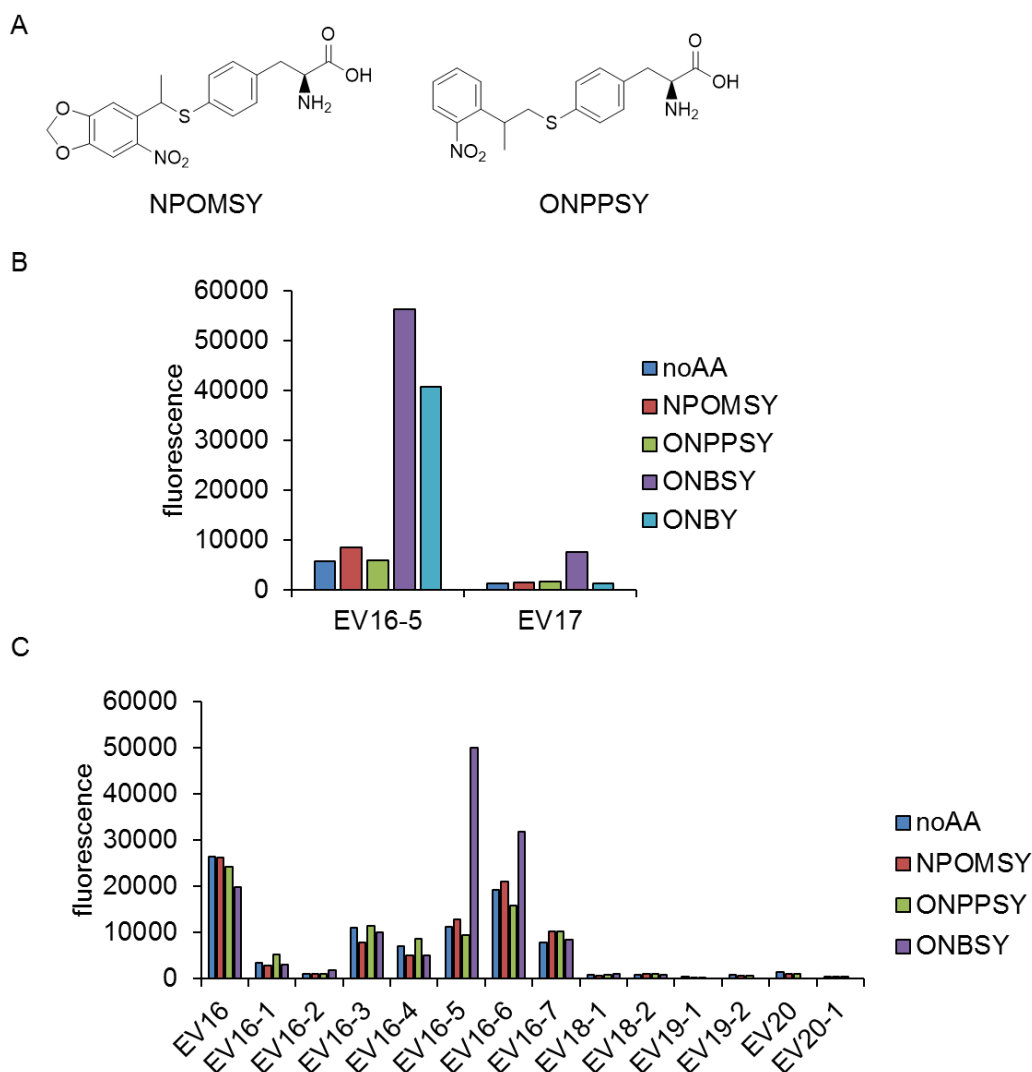 A
O
OH
NH2
O
O
S
NO2
NPOMSY
O
OH
NH2
S
NO2
ONPPSY
B
fluorescence
60000
50000
40000
30000
20000
10000
0
EV16-5
EV17
noAA
NPOMSY
ONPPSY
ONBSY
ONBY
C
fluorescence
60000
50000
40000
30000
20000
10000
0
EV16
EV16-1
EV16-2
EV16-3
EV16-4
EV16-5
EV16-6
EV16-7
EV18-1
EV18-2
EV19-1
EV19-2
EV20
EV20-1
noAA
NPOMSY
ONPPSY
ONBSY